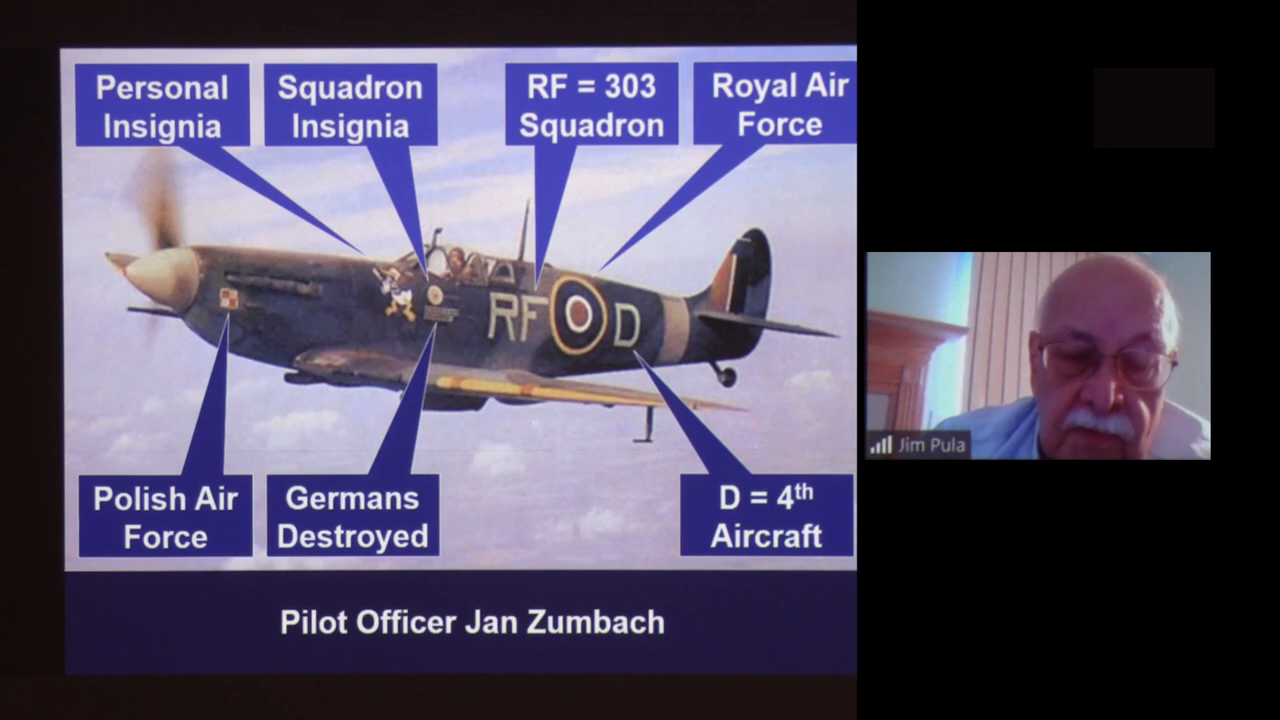 Personal
Insignia
Squadron
Insignia
RF = 303
Squadron
Royal Air
Force
RF
D
Polish Air
Force
Germans
Destroyed
D = 4th
Aircraft
Pilot Officer Jan Zumbach
Jim Pula